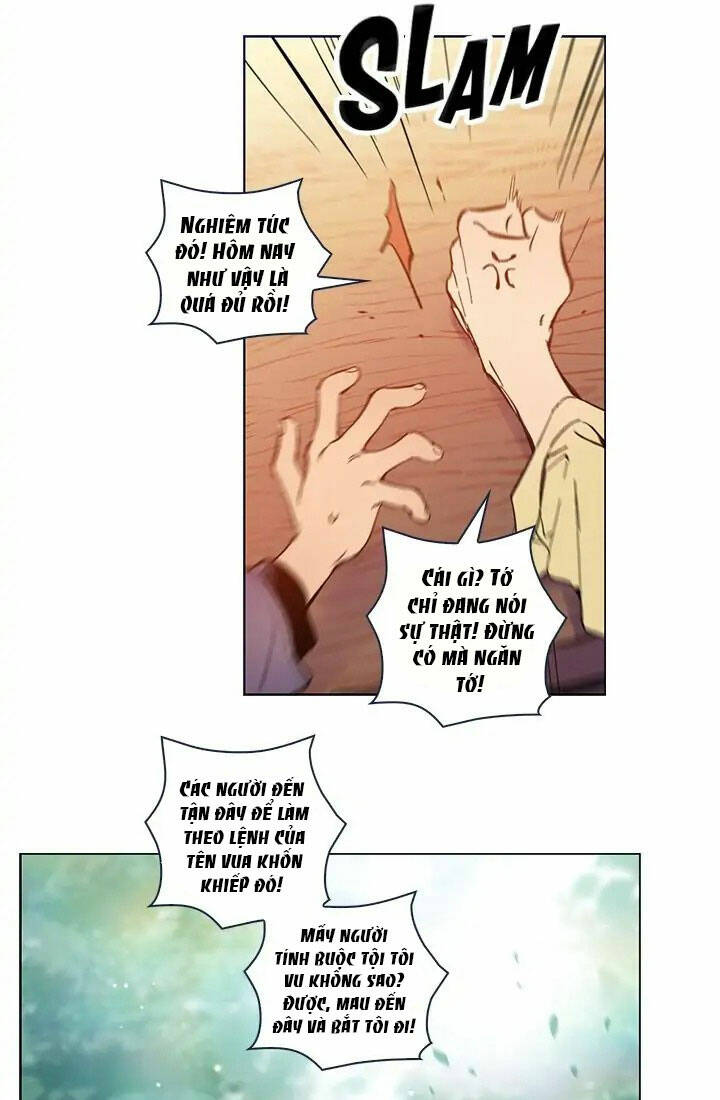 SLAM
NGHIÊM TÚC
ĐÓ! HÔM NAY
NHƯ VẬY LÀ
QUÁ ĐỦ RỒI!
CÁI GÌ? TỚ
CHỈ ĐANG NÓI
SỰ THẬT! ĐỪNG
CÓ MÀ NGĂN
TỚ!
CÁC NGƯỜI ĐẾN
TẬN ĐÂY ĐỂ LÀM
THEO LỆNH CỦA
TÊN VUA KHỐN
KHIẾP ĐÓ!
MẤY NGƯỜI
TÍNH BUỘC TỘI TÔI
VU KHỐNG SAO?
ĐƯỢC, MAU ĐẾN
ĐÂY VÀ BẮT TÔI ĐI!